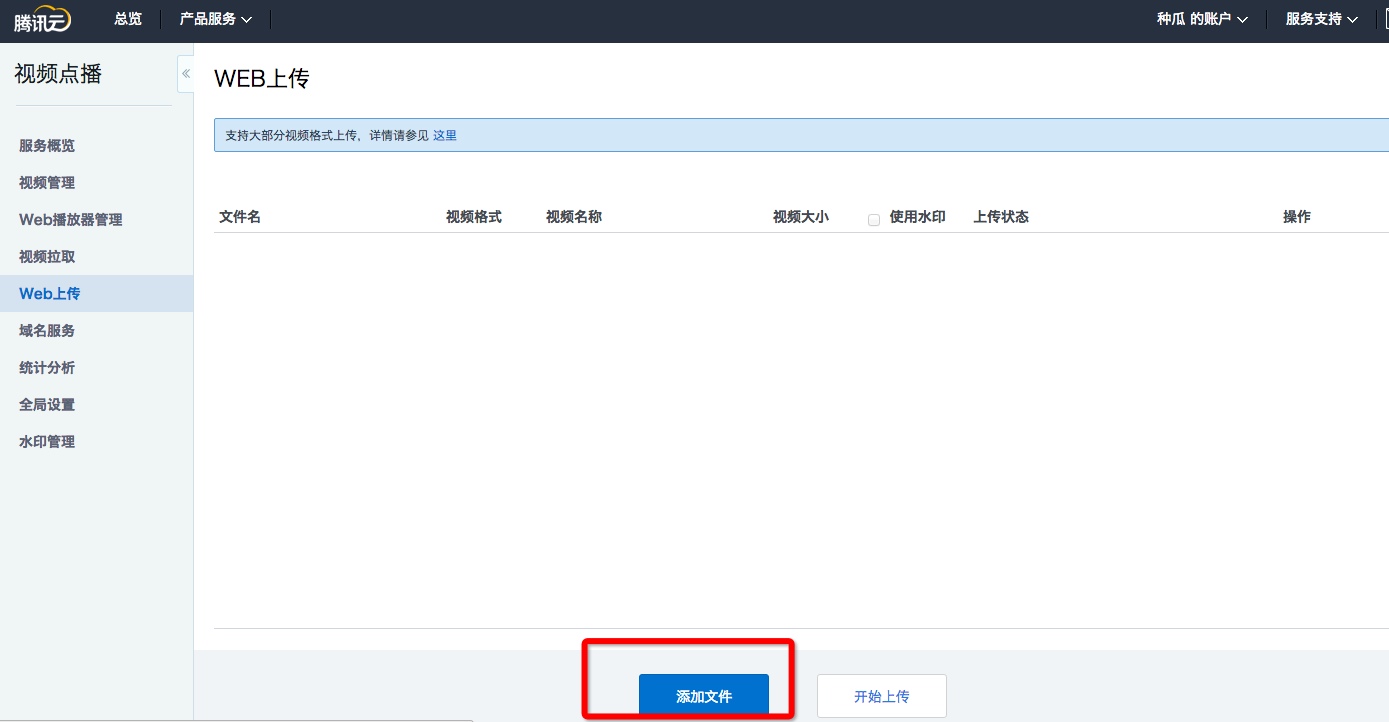 腾讯云 总览 产品服务 种瓜 的账户 服务支持
视频点播
«
WEB上传
支持大部分视频格式上传，详情请参见 这里
服务概览
视频管理
Web播放器管理
视频拉取
Web上传
域名服务
统计分析
全局设置
水印管理
文件名 视频格式 视频名称 视频大小 使用水印 上传状态 操作
添加文件 开始上传